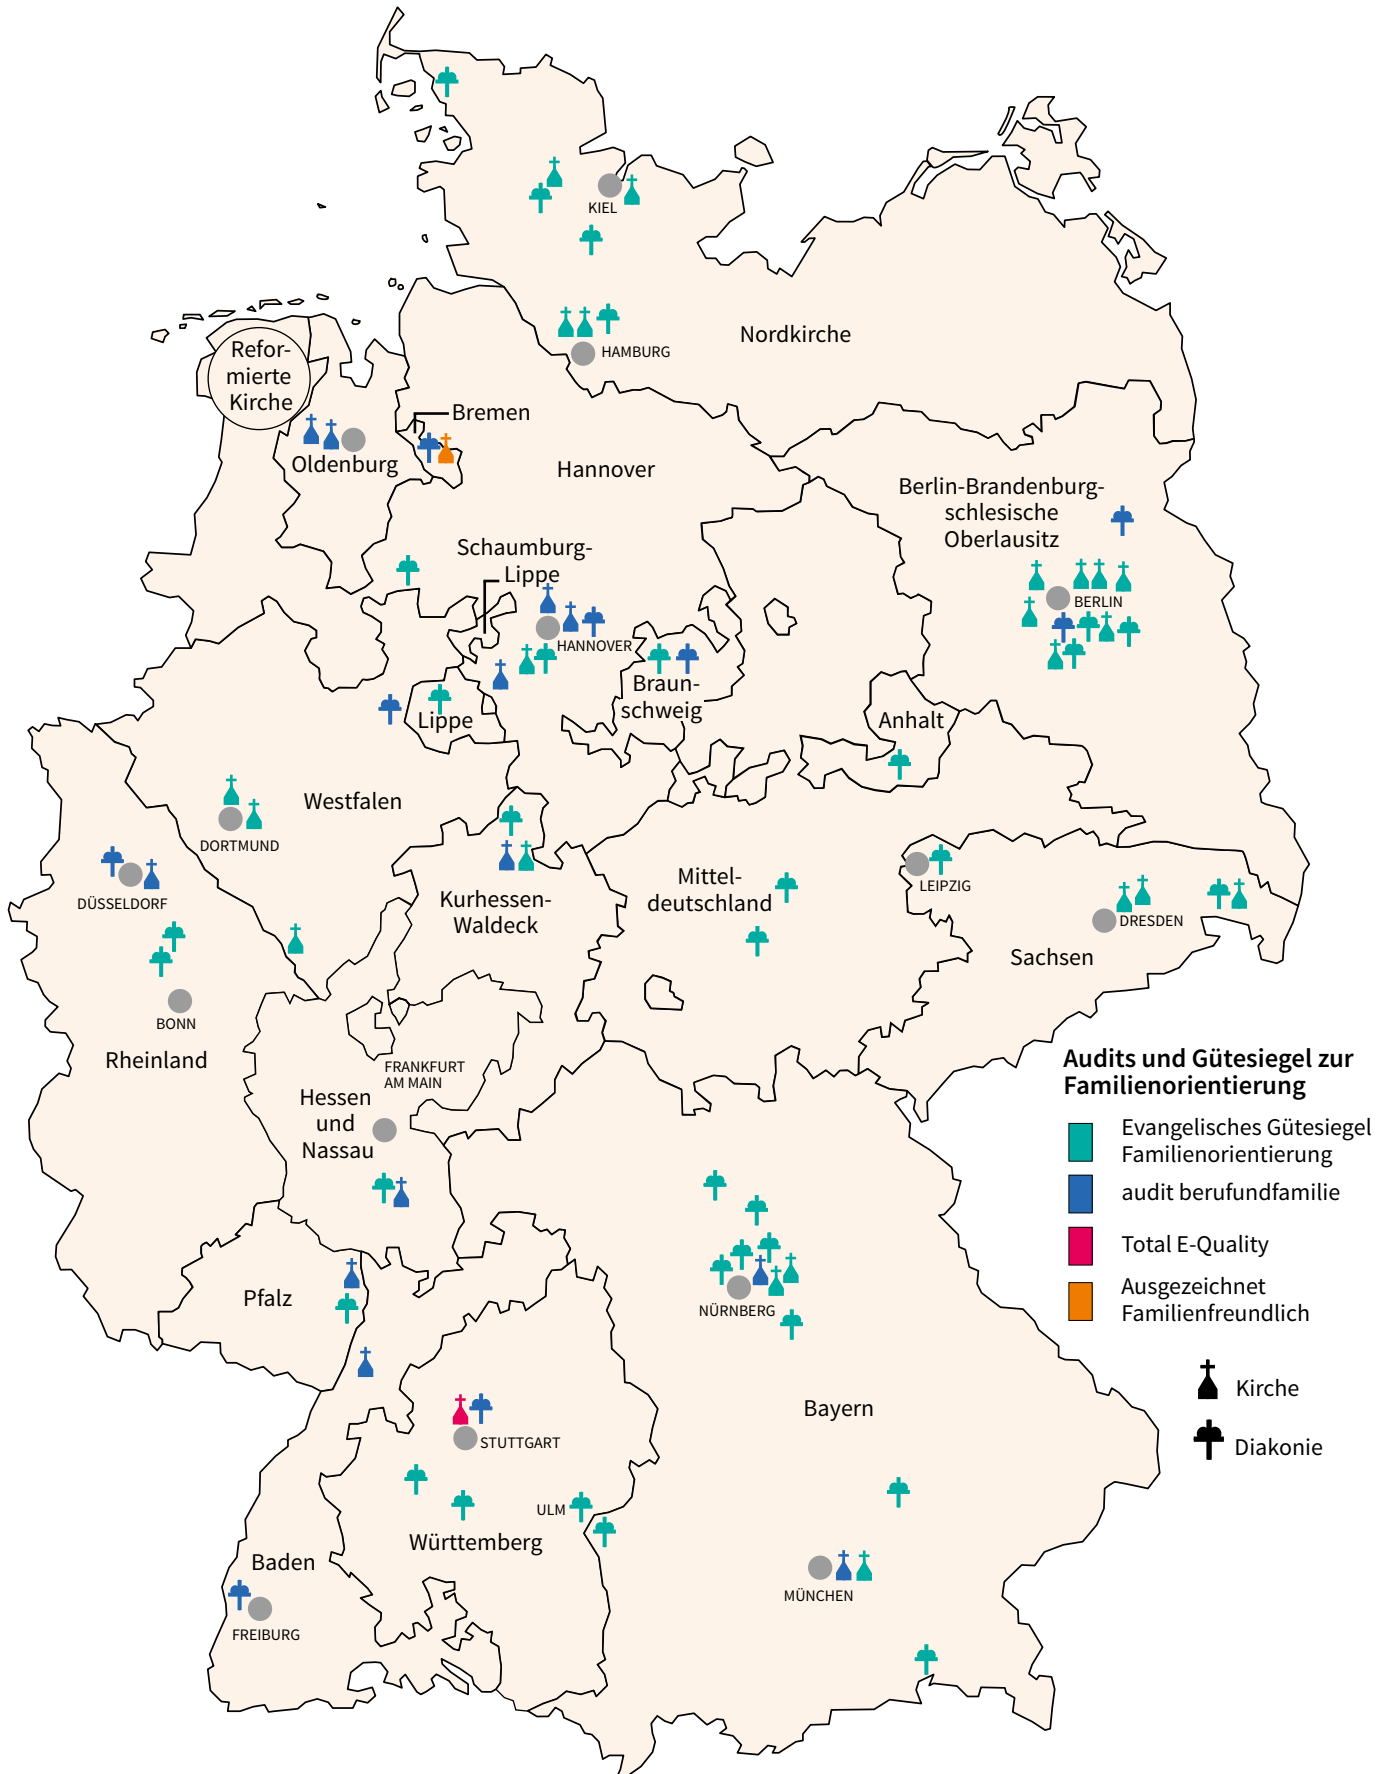 KIEL
Nordkirche
HAMBURG
Refor-
mierte
Kirche
Bremen
Oldenburg
Hannover
Berlin-Brandenburg-
schlesische
Oberlausitz
Schaumburg-
Lippe
BERLIN
HANNOVER
Braun-
schweig
Lippe
Anhalt
Westfalen
DORTMUND
DÜSSELDORF
Kurhessen-
Waldeck
Mittel-
deutschland
LEIPZIG
DRESDEN
Sachsen
BONN
Rheinland
FRANKFURT
AM MAIN
Hessen
und
Nassau
Audits und Gütesiegel zur
Familienorientierung
Evangelisches Gütesiegel
Familienorientierung
audit berufundfamilie
Total E-Quality
Ausgezeichnet
Familienfreundlich
Kirche
Diakonie
Pfalz
NÜRNBERG
Bayern
STUTTGART
ULM
Württemberg
Baden
FREIBURG
MÜNCHEN